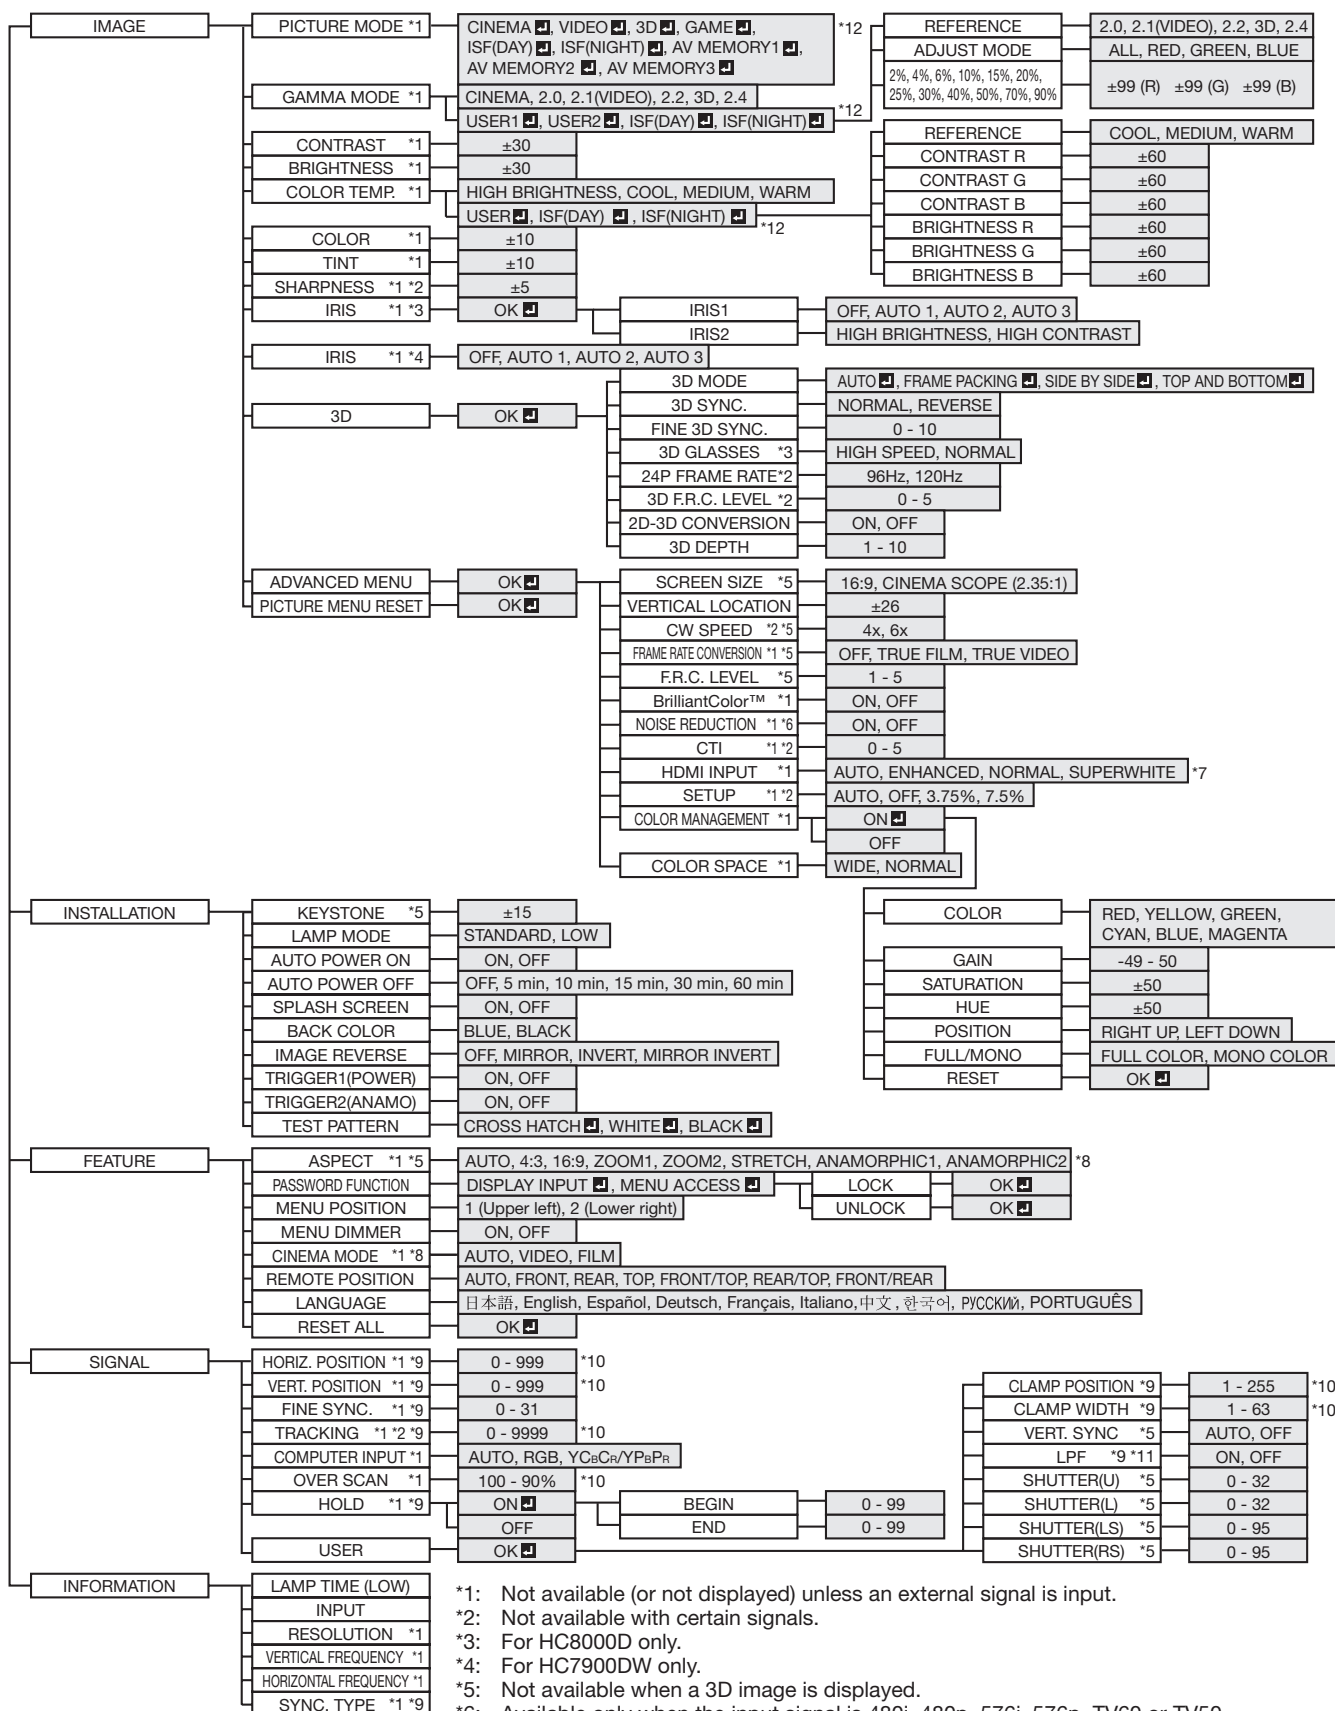 IMAGE
PICTURE MODE *1
CINEMA, VIDEO, 3D, GAME,
ISF(DAY), ISF(NIGHT), AV MEMORY1,
AV MEMORY2, AV MEMORY3
*12
REFERENCE
2.0, 2.1(VIDEO), 2.2, 3D, 2.4
ADJUST MODE
ALL, RED, GREEN, BLUE
2%, 4%, 6%, 10%, 15%, 20%,
25%, 30%, 40%, 50%, 70%, 90%
±99 (R) ±99 (G) ±99 (B)
GAMMA MODE *1
CINEMA, 2.0, 2.1(VIDEO), 2.2, 3D, 2.4
USER1, USER2, ISF(DAY), ISF(NIGHT)
*12
CONTRAST *1
±30
BRIGHTNESS *1
±30
COLOR TEMP. *1
HIGH BRIGHTNESS, COOL, MEDIUM, WARM
USER, ISF(DAY), ISF(NIGHT)
*12
REFERENCE
COOL, MEDIUM, WARM
CONTRAST R
±60
CONTRAST G
±60
CONTRAST B
±60
BRIGHTNESS R
±60
BRIGHTNESS G
±60
BRIGHTNESS B
±60
COLOR *1
±10
TINT *1
±10
SHARPNESS *1 *2
±5
IRIS *1 *3
OK
IRIS1
OFF, AUTO 1, AUTO 2, AUTO 3
IRIS2
HIGH BRIGHTNESS, HIGH CONTRAST
IRIS *1 *4
OFF, AUTO 1, AUTO 2, AUTO 3
3D
OK
3D MODE
AUTO, FRAME PACKING, SIDE BY SIDE, TOP AND BOTTOM
3D SYNC.
NORMAL, REVERSE
FINE 3D SYNC.
0 - 10
3D GLASSES *3
HIGH SPEED, NORMAL
24P FRAME RATE*2
96Hz, 120Hz
3D F.R.C. LEVEL *2
0 - 5
2D-3D CONVERSION
ON, OFF
3D DEPTH
1 - 10
ADVANCED MENU
OK
SCREEN SIZE *5
16:9, CINEMA SCOPE (2.35:1)
VERTICAL LOCATION
±26
CW SPEED *2 *5
4x, 6x
FRAME RATE CONVERSION *1 *5
OFF, TRUE FILM, TRUE VIDEO
F.R.C. LEVEL *5
1 - 5
BrilliantColor™ *1
ON, OFF
NOISE REDUCTION *1 *6
ON, OFF
CTI *1 *2
0 - 5
HDMI INPUT *1
AUTO, ENHANCED, NORMAL, SUPERWHITE
*7
SETUP *1 *2
AUTO, OFF, 3.75%, 7.5%
COLOR MANAGEMENT *1
ON
OFF
COLOR SPACE *1
WIDE, NORMAL
PICTURE MENU RESET
OK
COLOR
RED, YELLOW, GREEN,
CYAN, BLUE, MAGENTA
GAIN
-49 - 50
SATURATION
±50
HUE
±50
POSITION
RIGHT UP, LEFT DOWN
FULL/MONO
FULL COLOR, MONO COLOR
RESET
OK
INSTALLATION
KEYSTONE *5
±15
LAMP MODE
STANDARD, LOW
AUTO POWER ON
ON, OFF
AUTO POWER OFF
OFF, 5 min, 10 min, 15 min, 30 min, 60 min
SPLASH SCREEN
ON, OFF
BACK COLOR
BLUE, BLACK
IMAGE REVERSE
OFF, MIRROR, INVERT, MIRROR INVERT
TRIGGER1(POWER)
ON, OFF
TRIGGER2(ANAMO)
ON, OFF
TEST PATTERN
CROSS HATCH, WHITE, BLACK
FEATURE
ASPECT *1 *5
AUTO, 4:3, 16:9, ZOOM1, ZOOM2, STRETCH, ANAMORPHIC1, ANAMORPHIC2
*8
PASSWORD FUNCTION
DISPLAY INPUT, MENU ACCESS
LOCK
OK
UNLOCK
OK
MENU POSITION
1 (Upper left), 2 (Lower right)
MENU DIMMER
ON, OFF
CINEMA MODE *1 *8
AUTO, VIDEO, FILM
REMOTE POSITION
AUTO, FRONT, REAR, TOP, FRONT/TOP, REAR/TOP, FRONT/REAR
LANGUAGE
日本語, English, Español, Deutsch, Français, Italiano, 中文, 한국어, РУССКИЙ, PORTUGUÊS
RESET ALL
OK
SIGNAL
HORIZ. POSITION *1 *9
0 - 999
*10
VERT. POSITION *1 *9
0 - 999
*10
FINE SYNC. *1 *9
0 - 31
TRACKING *1 *2 *9
0 - 9999
*10
COMPUTER INPUT *1
AUTO, RGB, YCBCR/YPBPR
OVER SCAN *1
100 - 90%
*10
HOLD *1 *9
ON
OFF
BEGIN
0 - 99
END
0 - 99
USER
OK
CLAMP POSITION *9
1 - 255
*10
CLAMP WIDTH *9
1 - 63
*10
VERT. SYNC *5
AUTO, OFF
LPF *9 *11
ON, OFF
SHUTTER(U) *5
0 - 32
SHUTTER(L) *5
0 - 32
SHUTTER(LS) *5
0 - 95
SHUTTER(RS) *5
0 - 95
INFORMATION
LAMP TIME (LOW)
INPUT
RESOLUTION *1
VERTICAL FREQUENCY *1
HORIZONTAL FREQUENCY *1
SYNC. TYPE *1 *9
*1: Not available (or not displayed) unless an external signal is input.
*2: Not available with certain signals.
*3: For HC8000D only.
*4: For HC7900DW only.
*5: Not available when a 3D image is displayed.
*6: Available only when the input signal is 480i, 480p, 576i, 576p, TV60 or TV50.